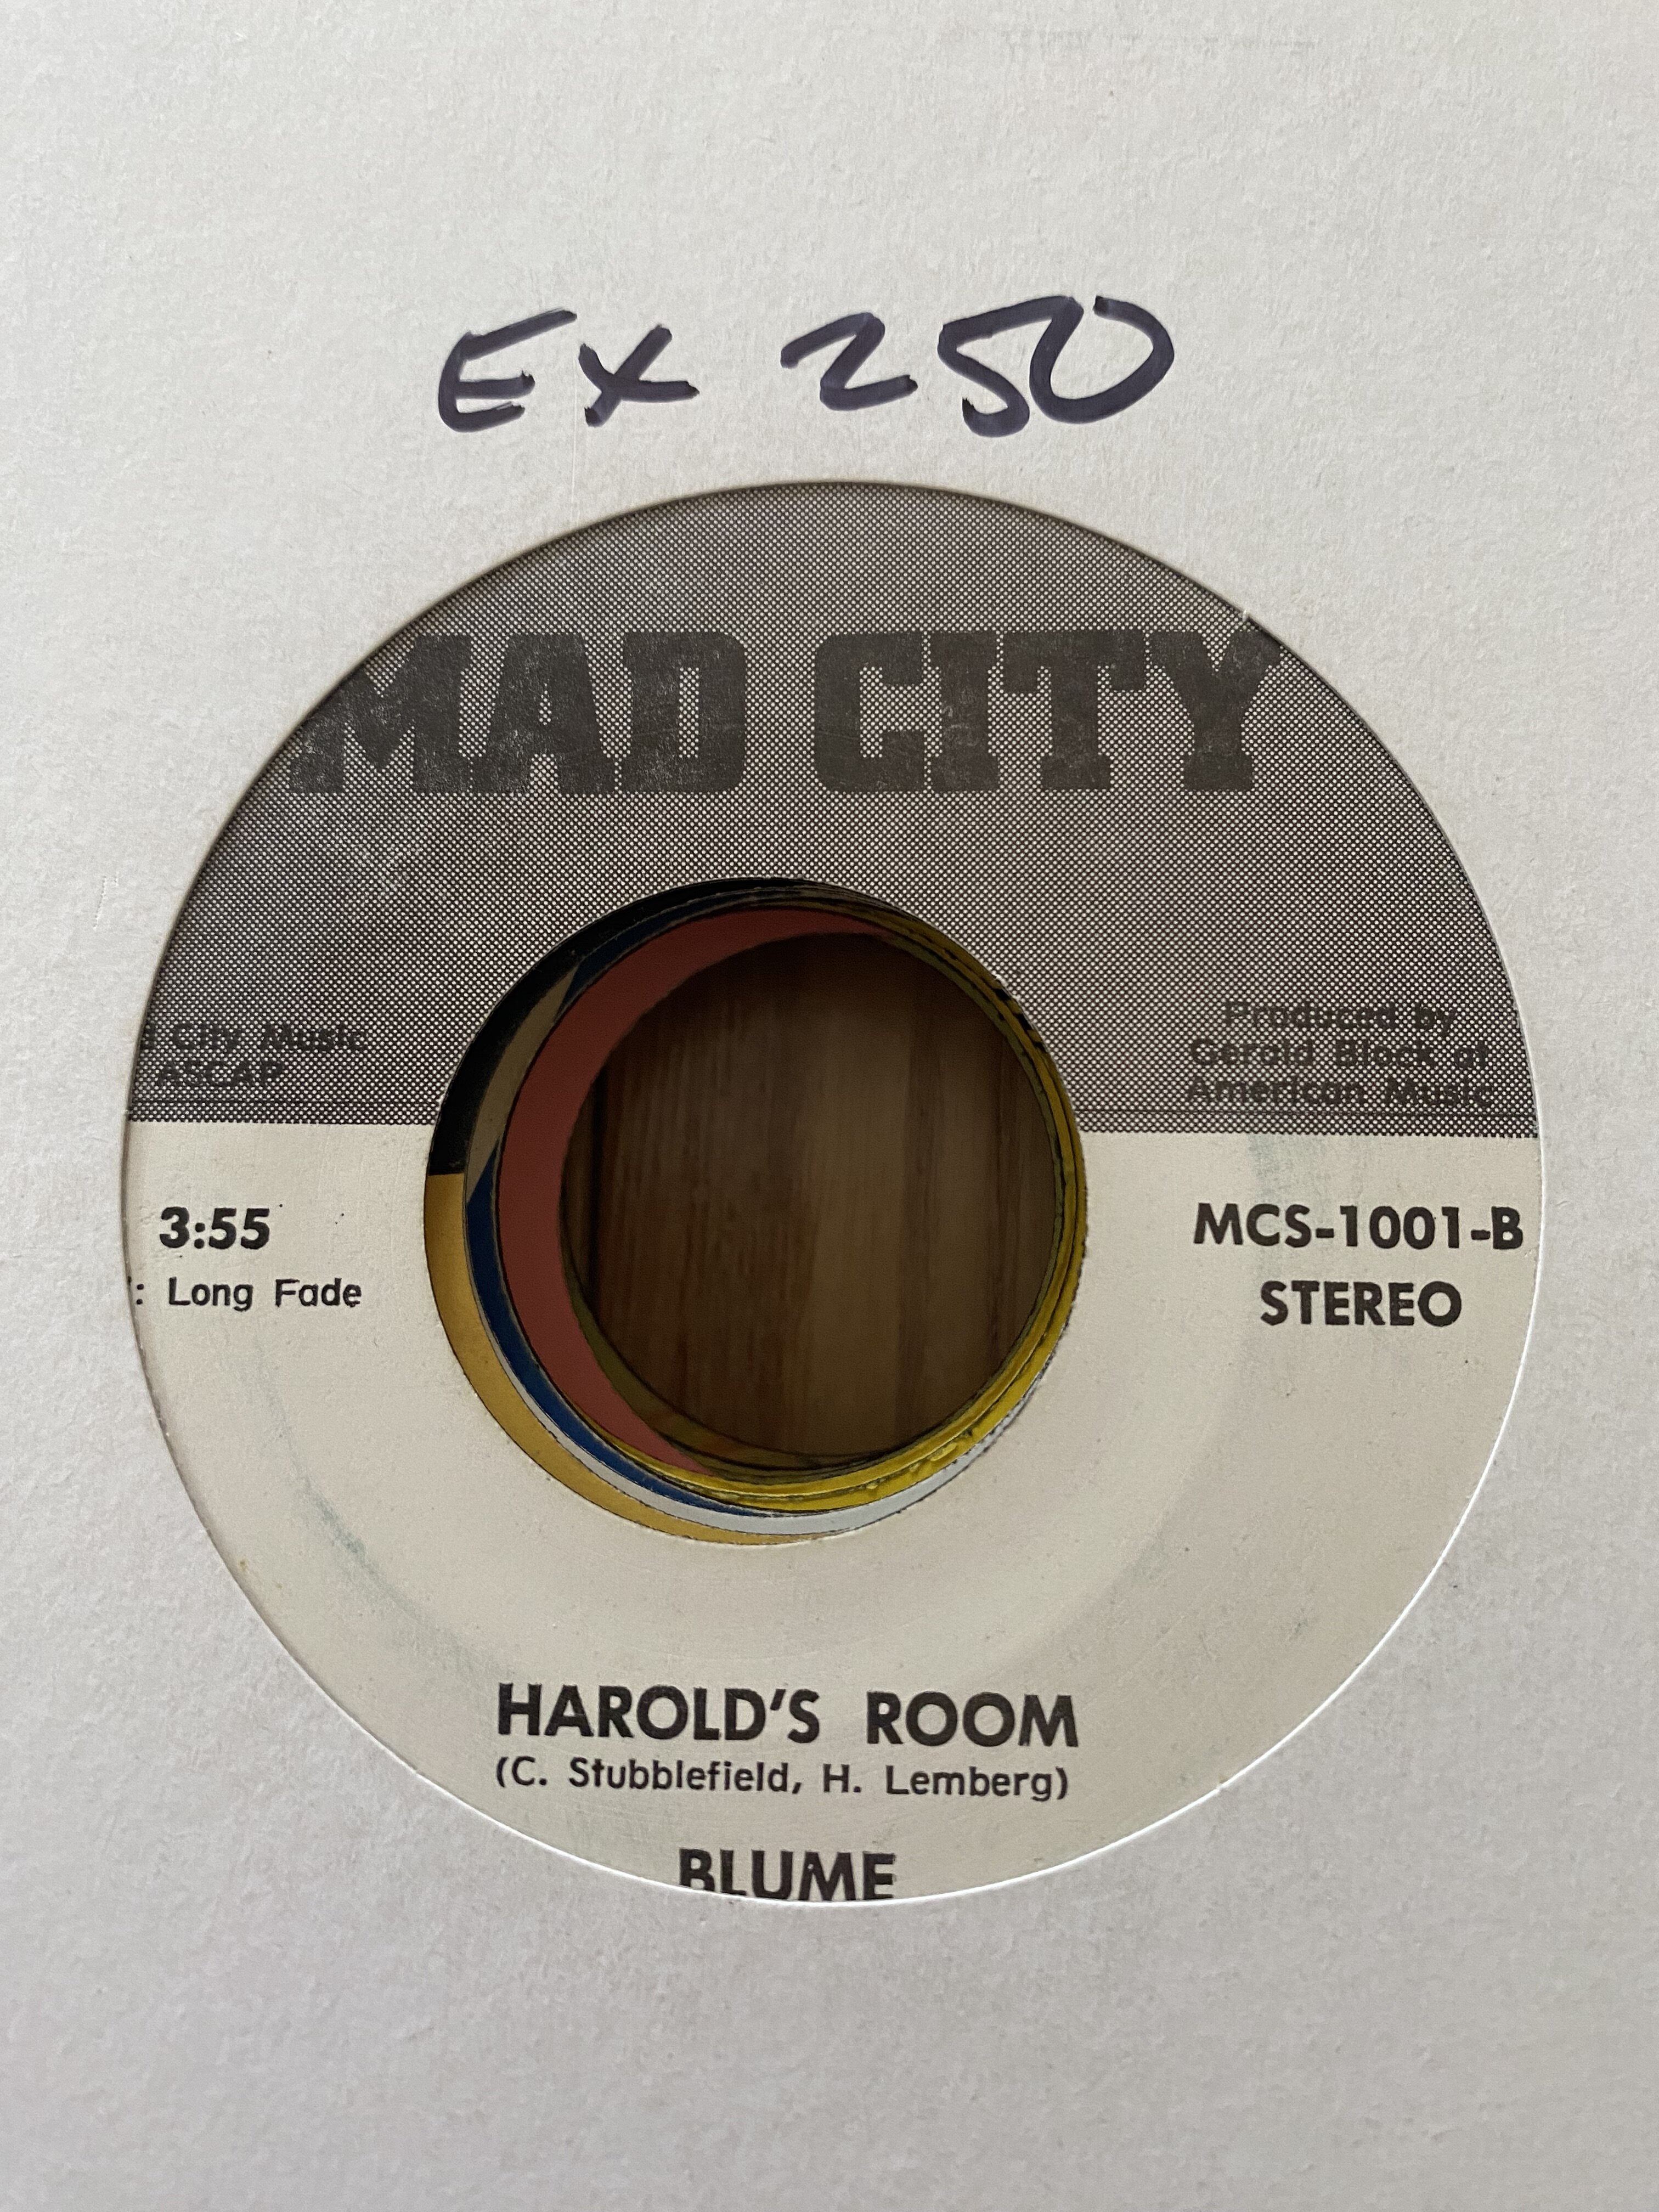 EX 250
MAD CITY
City Music
ASCAP
Produced by
Gerald Block at
American Music
3:55
: Long Fade
MCS-1001-B
STEREO
HAROLD'S ROOM
(C. Stubblefield, H. Lemberg)
BLUME